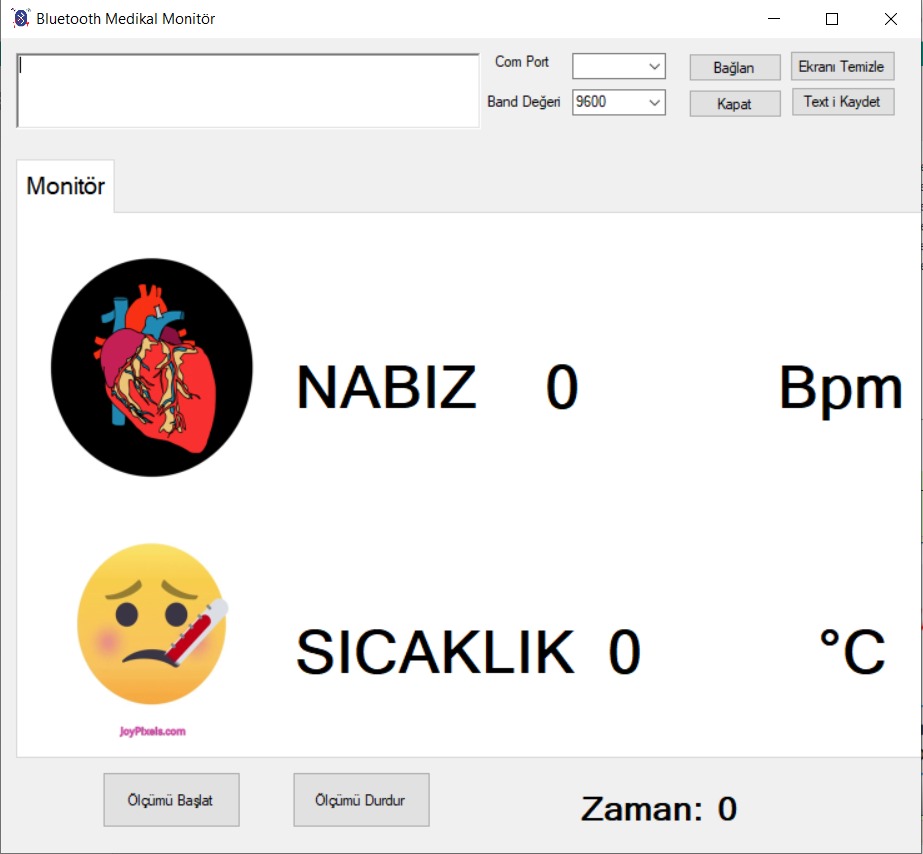 Bluetooth Medikal Monitör
Com Port
Bağlan
Ekranı Temizle
Band Değeri
9600
Kapat
Text i Kaydet
Monitör
NABIZ 0 Bpm
SICAKLIK 0 °C
JoyPixels.com
Ölçümü Başlat
Ölçümü Durdur
Zaman: 0